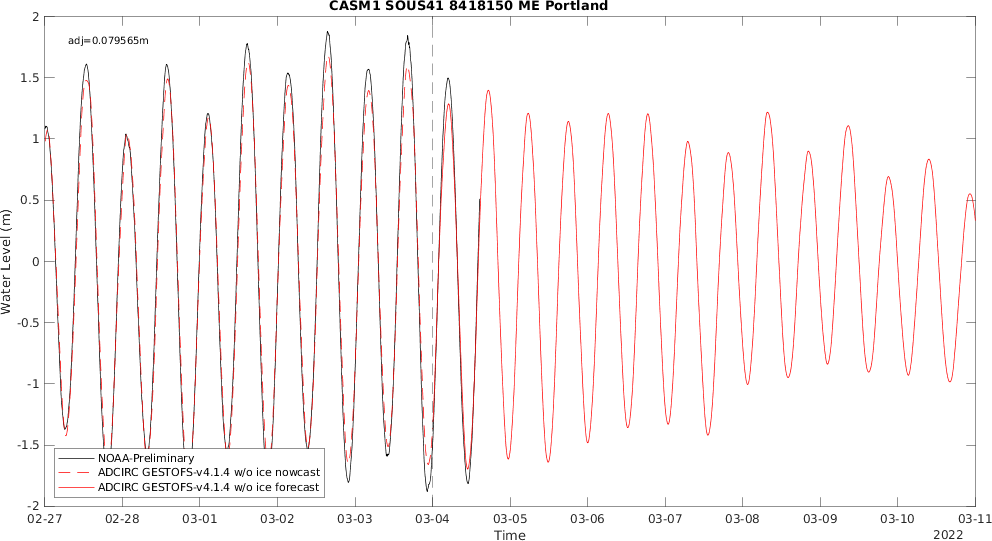 CASM1 SOUS41 8418150 ME Portland
adj=0.079565m
2
1.5
1
0.5
0
-0.5
-1
-1.5
-2
Water Level (m)
NOAA-Preliminary
ADCIRC GESTOFS-v4.1.4 w/o ice nowcast
ADCIRC GESTOFS-v4.1.4 w/o ice forecast
02-27 02-28 03-01 03-02 03-03 03-04 03-05 03-06 03-07 03-08 03-09 03-10 03-11
Time
2022